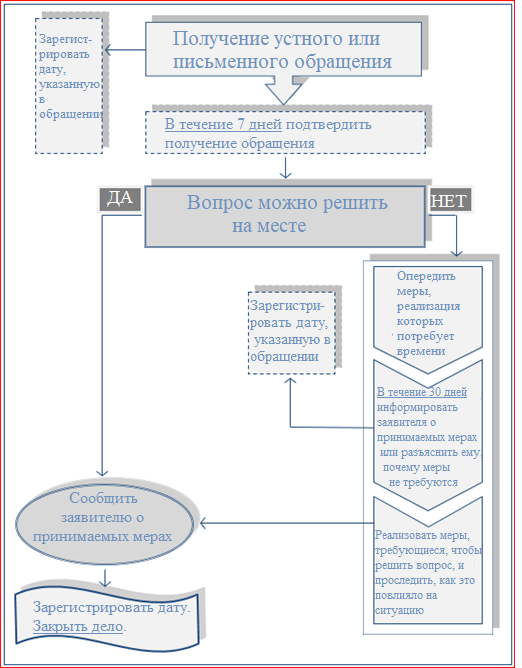 Зарегист-
рировать
дату,
указанную
в
обращении
Получение устного или
письменного обращения
В течение 7 дней подтвердить
получение обращения
ДА
Вопрос можно решить
на месте
НЕТ
Опередить
меры,
реализация
которых
потребует
времени
Зарегистри-
ровать дату,
указанную в
обращении
В течение 30 дней
информировать
заявителя о
принимаемых мерах
или разъяснить ему,
почему меры
не требуются
Сообщить
заявителю о
принимаемых мерах
Реализовать меры,
требующиеся, чтобы
решить вопрос, и
проследить, как это
повлияло на
ситуацию
Зарегистрировать дату.
Закрыть дело.